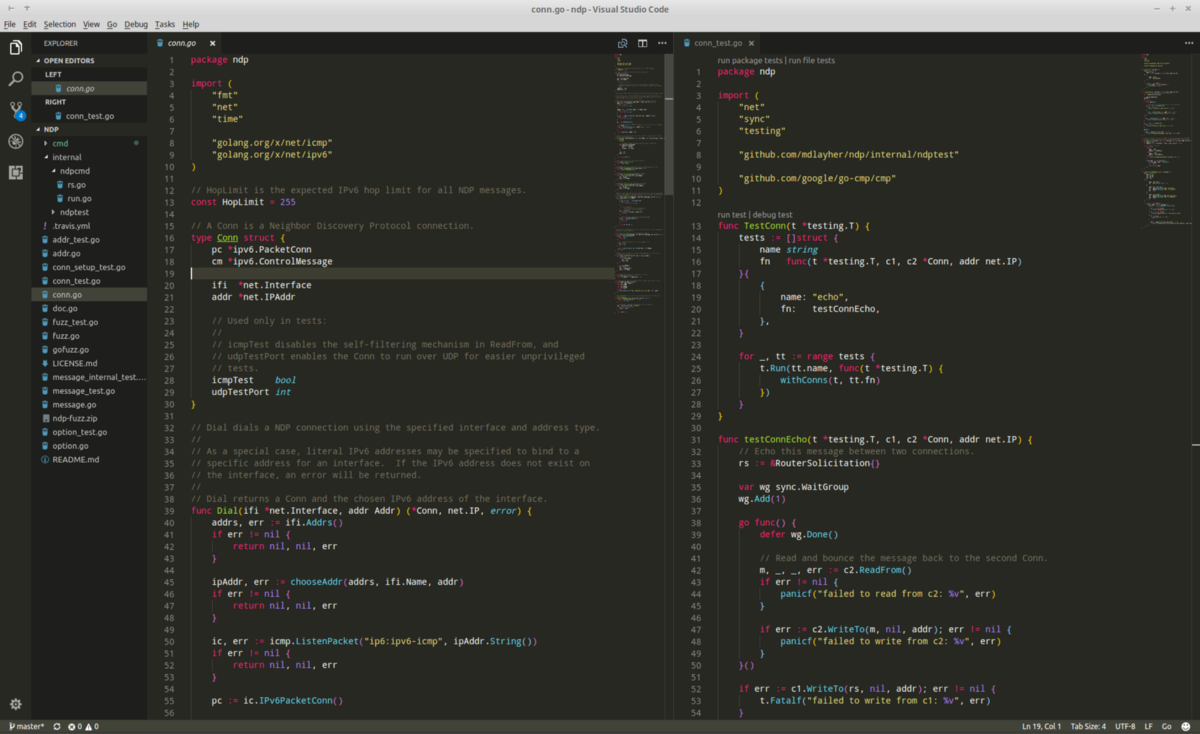 conn.go - ndp - Visual Studio Code
File Edit Selection View Go Debug Tasks Help
EXPLORER
OPEN EDITORS
LEFT
conn.go
RIGHT
conn_test.go
NDP
cmd
internal
ndpcmd
rs.go
run.go
ndptest
.travis.yml
addr_test.go
addr.go
conn_setup_test.go
conn_test.go
conn.go
doc.go
fuzz_test.go
fuzz.go
gofuzz.go
LICENSE.md
message_internal_test....
message_test.go
message.go
ndp-fuzz.zip
option_test.go
option.go
README.md
4
conn.go
1 package ndp
2
3 import (
4 "fmt"
5 "net"
6 "time"
7
8 "golang.org/x/net/icmp"
9 "golang.org/x/net/ipv6"
10 )
11
12 // HopLimit is the expected IPv6 hop limit for all NDP messages.
13 const HopLimit = 255
14
15 // A Conn is a Neighbor Discovery Protocol connection.
16 type Conn struct {
17 pc *ipv6.PacketConn
18 cm *ipv6.ControlMessage
19
20 ifi  *net.Interface
21 addr *net.IPAddr
22
23 // Used only in tests:
24 //
25 // icmpTest disables the self-filtering mechanism in ReadFrom, and
26 // udpTestPort enables the Conn to run over UDP for easier unprivileged
27 // tests.
28 icmpTest    bool
29 udpTestPort int
30 }
31
32 // Dial dials a NDP connection using the specified interface and address type.
33 //
34 // As a special case, literal IPv6 addresses may be specified to bind to a
35 // specific address for an interface.  If the IPv6 address does not exist on
36 // the interface, an error will be returned.
37 //
38 // Dial returns a Conn and the chosen IPv6 address of the interface.
39 func Dial(ifi *net.Interface, addr Addr) (*Conn, net.IP, error) {
40 addrs, err := ifi.Addrs()
41 if err != nil {
42 return nil, nil, err
43 }
44
45 ipAddr, err := chooseAddr(addrs, ifi.Name, addr)
46 if err != nil {
47 return nil, nil, err
48 }
49
50 ic, err := icmp.ListenPacket("ip6:ipv6-icmp", ipAddr.String())
51 if err != nil {
52 return nil, nil, err
53 }
54
55 pc := ic.IPv6PacketConn()
56
conn_test.go
run package tests | run file tests
1 package ndp
2
3 import (
4 "net"
5 "sync"
6 "testing"
7
8 "github.com/mdlayher/ndp/internal/ndptest"
9
10 "github.com/google/go-cmp/cmp"
11 )
12
run test | debug test
13 func TestConn(t *testing.T) {
14 tests := []struct {
15 name string
16 fn   func(t *testing.T, c1, c2 *Conn, addr net.IP)
17 }{
18 {
19 name: "echo",
20 fn:   testConnEcho,
21 },
22 }
23
24 for _, tt := range tests {
25 t.Run(tt.name, func(t *testing.T) {
26 withConns(t, tt.fn)
27 })
28 }
29 }
30
31 func testConnEcho(t *testing.T, c1, c2 *Conn, addr net.IP) {
32 // Echo this message between two connections.
33 rs := &RouterSolicitation{}
34
35 var wg sync.WaitGroup
36 wg.Add(1)
37
38 go func() {
39 defer wg.Done()
40
41 // Read and bounce the message back to the second Conn.
42 m, _, _, err := c2.ReadFrom()
43 if err != nil {
44 panicf("failed to read from c2: %v", err)
45 }
46
47 if err := c2.WriteTo(m, nil, addr); err != nil {
48 panicf("failed to write from c2: %v", err)
49 }
50 }()
51
52 if err := c1.WriteTo(rs, nil, addr); err != nil {
53 t.Fatalf("failed to write from c1: %v", err)
54 }
master* 0 0
Ln 19, Col 1 Tab Size: 4 UTF-8 LF Go